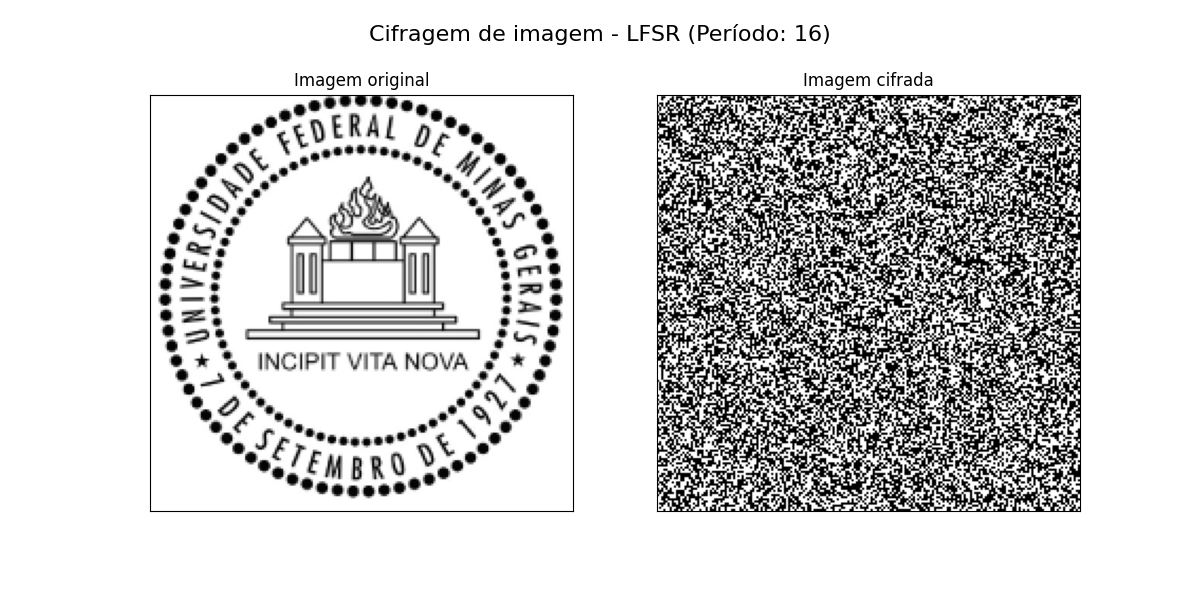 Cifragem de imagem - LFSR (Período: 16)
Imagem original
Imagem cifrada
UNIVERSIDADE FEDERAL DE MINAS GERAIS
INCIPIT VITA NOVA
★ 7 DE SETEMBRO DE 1927 ★